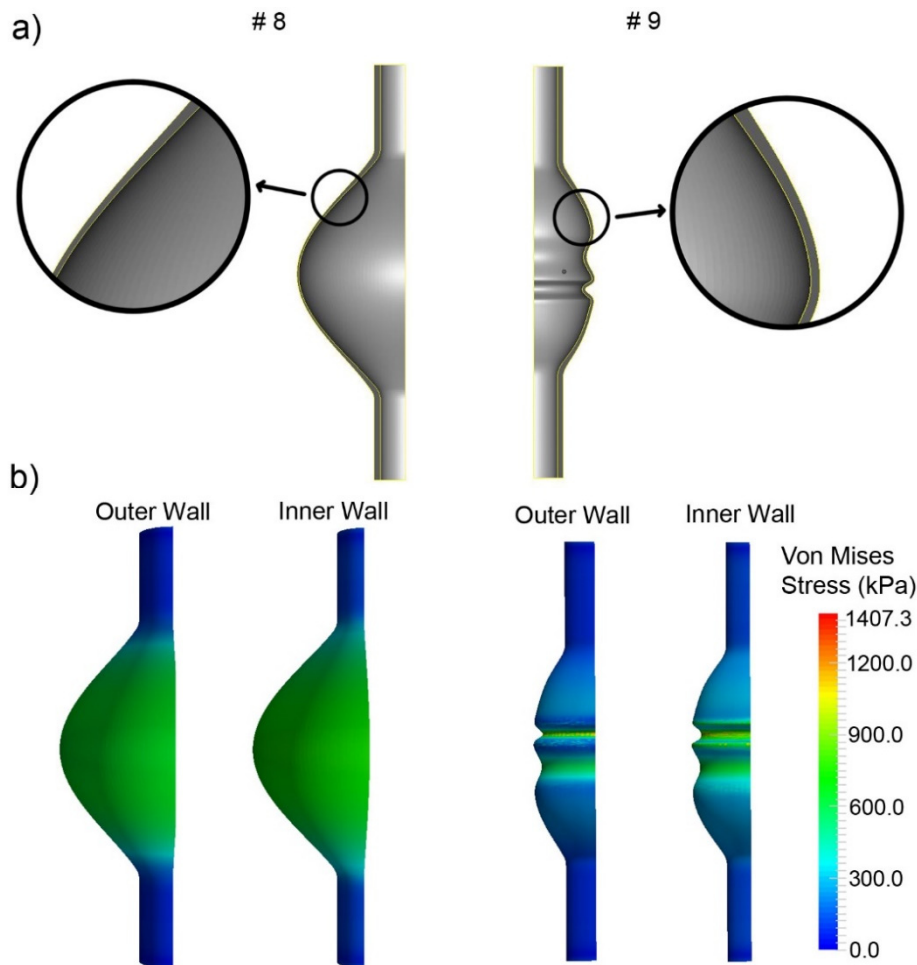 a)
# 8
# 9
b)
Outer Wall
Inner Wall
Outer Wall
Inner Wall
Von Mises
Stress (kPa)
1407.3
1200.0
900.0
600.0
300.0
0.0